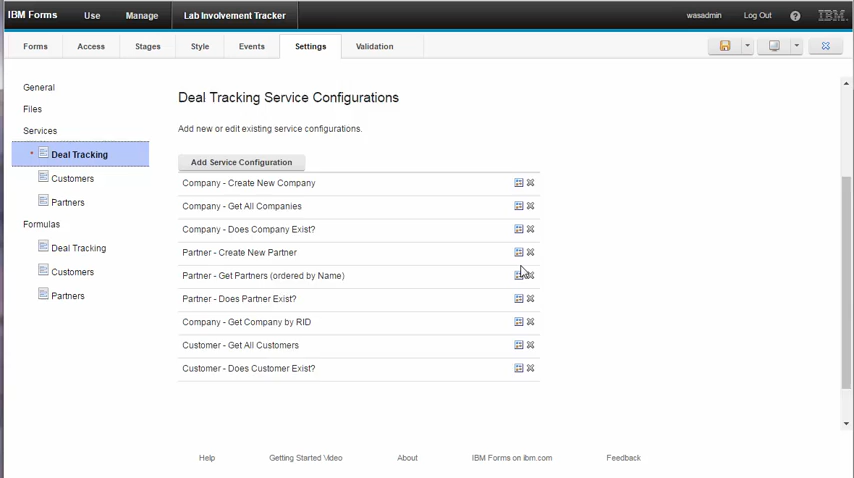 IBM Forms Use Manage Lab Involvement Tracker wasadmin Log Out ? IBM
Forms Access Stages Style Events Settings Validation
General
Files
Services
Deal Tracking
Customers
Partners
Formulas
Deal Tracking
Customers
Partners
Deal Tracking Service Configurations
Add new or edit existing service configurations.
Add Service Configuration
Company - Create New Company
Company - Get All Companies
Company - Does Company Exist?
Partner - Create New Partner
Partner - Get Partners (ordered by Name)
Partner - Does Partner Exist?
Company - Get Company by RID
Customer - Get All Customers
Customer - Does Customer Exist?
Help Getting Started Video About IBM Forms on ibm.com Feedback